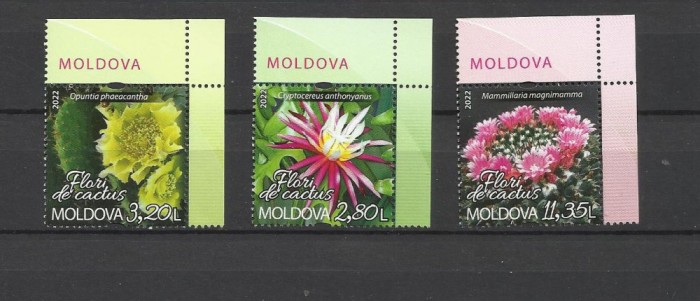 MOLDOVA
2022
Opuntia phaeacantha
Flori
de cactus
MOLDOVA 3,20L
MOLDOVA
2022
Cryptocereus anthonyanus
Flori
de cactus
MOLDOVA 2,80L
MOLDOVA
2022
Mammillaria magnimamma
Flori
de cactus
MOLDOVA 11,35L